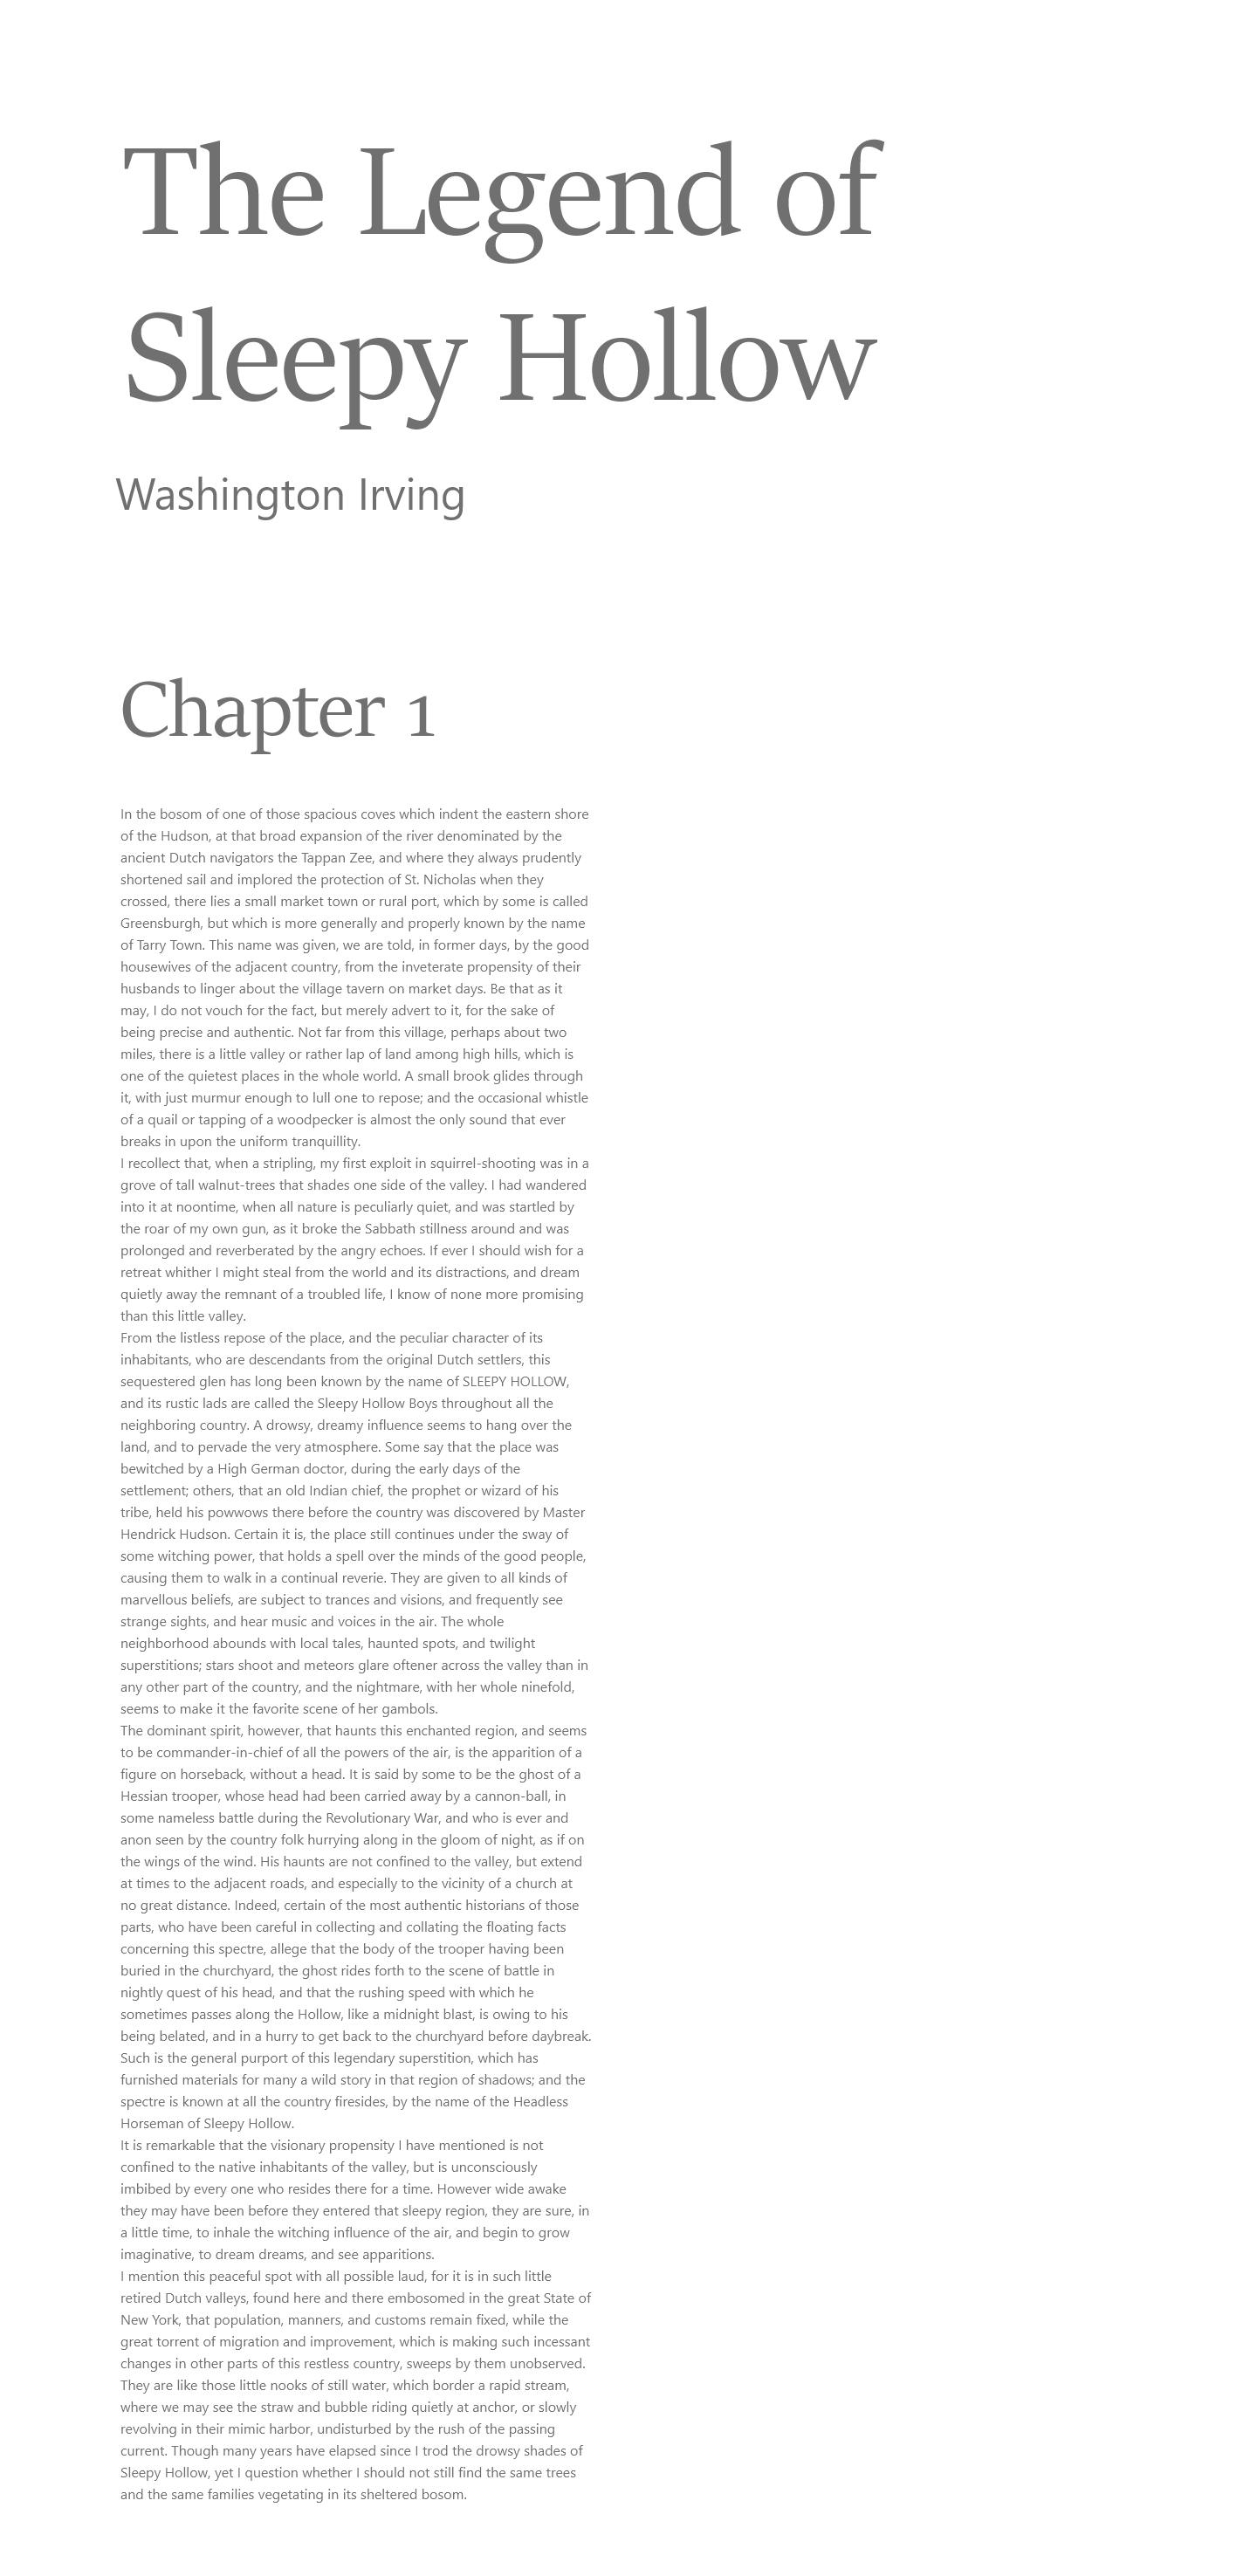 The Legend of
Sleepy Hollow
Washington Irving
Chapter 1
In the bosom of one of those spacious coves which indent the eastern shore
of the Hudson, at that broad expansion of the river denominated by the
ancient Dutch navigators the Tappan Zee, and where they always prudently
shortened sail and implored the protection of St. Nicholas when they
crossed, there lies a small market town or rural port, which by some is called
Greensburgh, but which is more generally and properly known by the name
of Tarry Town. This name was given, we are told, in former days, by the good
housewives of the adjacent country, from the inveterate propensity of their
husbands to linger about the village tavern on market days. Be that as it
may, I do not vouch for the fact, but merely advert to it, for the sake of
being precise and authentic. Not far from this village, perhaps about two
miles, there is a little valley or rather lap of land among high hills, which is
one of the quietest places in the whole world. A small brook glides through
it, with just murmur enough to lull one to repose; and the occasional whistle
of a quail or tapping of a woodpecker is almost the only sound that ever
breaks in upon the uniform tranquillity.
I recollect that, when a stripling, my first exploit in squirrel-shooting was in a
grove of tall walnut-trees that shades one side of the valley. I had wandered
into it at noontime, when all nature is peculiarly quiet, and was startled by
the roar of my own gun, as it broke the Sabbath stillness around and was
prolonged and reverberated by the angry echoes. If ever I should wish for a
retreat whither I might steal from the world and its distractions, and dream
quietly away the remnant of a troubled life, I know of none more promising
than this little valley.
From the listless repose of the place, and the peculiar character of its
inhabitants, who are descendants from the original Dutch settlers, this
sequestered glen has long been known by the name of SLEEPY HOLLOW,
and its rustic lads are called the Sleepy Hollow Boys throughout all the
neighboring country. A drowsy, dreamy influence seems to hang over the
land, and to pervade the very atmosphere. Some say that the place was
bewitched by a High German doctor, during the early days of the
settlement; others, that an old Indian chief, the prophet or wizard of his
tribe, held his powwows there before the country was discovered by Master
Hendrick Hudson. Certain it is, the place still continues under the sway of
some witching power, that holds a spell over the minds of the good people,
causing them to walk in a continual reverie. They are given to all kinds of
marvellous beliefs, are subject to trances and visions, and frequently see
strange sights, and hear music and voices in the air. The whole
neighborhood abounds with local tales, haunted spots, and twilight
superstitions; stars shoot and meteors glare oftener across the valley than in
any other part of the country, and the nightmare, with her whole ninefold,
seems to make it the favorite scene of her gambols.
The dominant spirit, however, that haunts this enchanted region, and seems
to be commander-in-chief of all the powers of the air, is the apparition of a
figure on horseback, without a head. It is said by some to be the ghost of a
Hessian trooper, whose head had been carried away by a cannon-ball, in
some nameless battle during the Revolutionary War, and who is ever and
anon seen by the country folk hurrying along in the gloom of night, as if on
the wings of the wind. His haunts are not confined to the valley, but extend
at times to the adjacent roads, and especially to the vicinity of a church at
no great distance. Indeed, certain of the most authentic historians of those
parts, who have been careful in collecting and collating the floating facts
concerning this spectre, allege that the body of the trooper having been
buried in the churchyard, the ghost rides forth to the scene of battle in
nightly quest of his head, and that the rushing speed with which he
sometimes passes along the Hollow, like a midnight blast, is owing to his
being belated, and in a hurry to get back to the churchyard before daybreak.
Such is the general purport of this legendary superstition, which has
furnished materials for many a wild story in that region of shadows; and the
spectre is known at all the country firesides, by the name of the Headless
Horseman of Sleepy Hollow.
It is remarkable that the visionary propensity I have mentioned is not
confined to the native inhabitants of the valley, but is unconsciously
imbibed by every one who resides there for a time. However wide awake
they may have been before they entered that sleepy region, they are sure, in
a little time, to inhale the witching influence of the air, and begin to grow
imaginative, to dream dreams, and see apparitions.
I mention this peaceful spot with all possible laud, for it is in such little
retired Dutch valleys, found here and there embosomed in the great State of
New York, that population, manners, and customs remain fixed, while the
great torrent of migration and improvement, which is making such incessant
changes in other parts of this restless country, sweeps by them unobserved.
They are like those little nooks of still water, which border a rapid stream,
where we may see the straw and bubble riding quietly at anchor, or slowly
revolving in their mimic harbor, undisturbed by the rush of the passing
current. Though many years have elapsed since I trod the drowsy shades of
Sleepy Hollow, yet I question whether I should not still find the same trees
and the same families vegetating in its sheltered bosom.